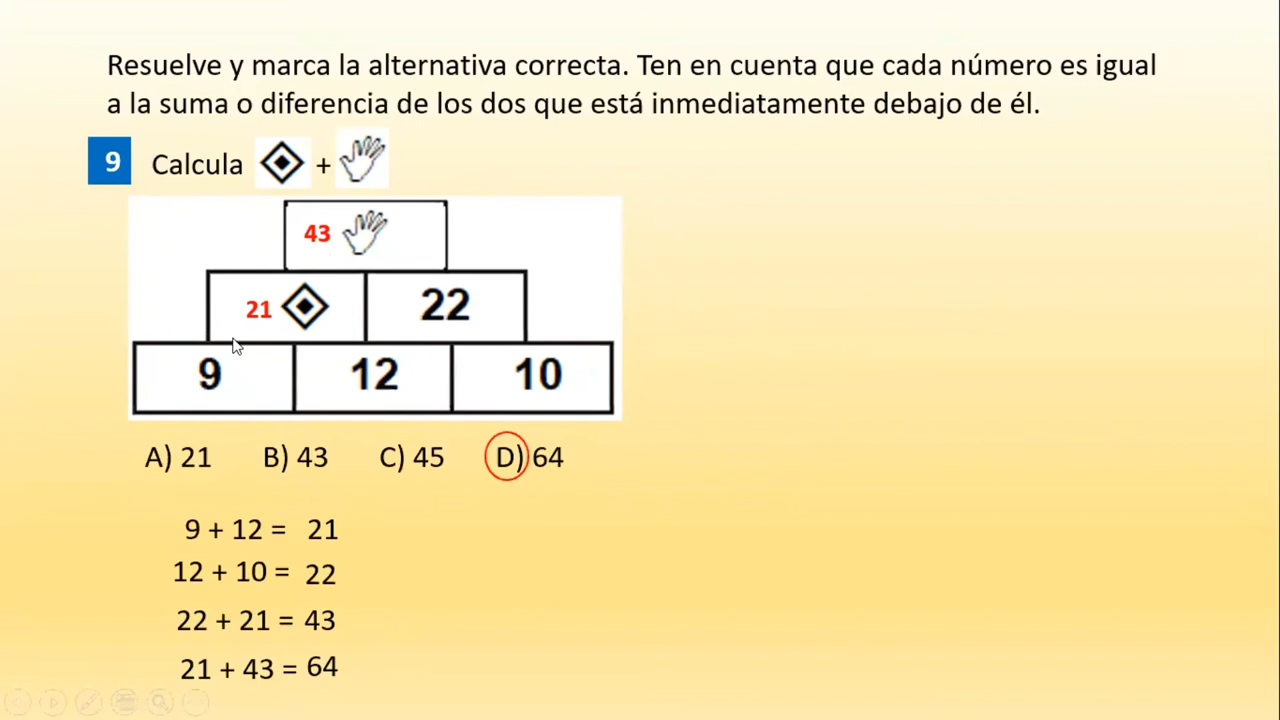 Resuelve y marca la alternativa correcta. Ten en cuenta que cada número es igual
a la suma o diferencia de los dos que está inmediatamente debajo de él.
9 Calcula +
43
21 22
9 12 10
A) 21 B) 43 C) 45 D) 64
9 + 12 = 21
12 + 10 = 22
22 + 21 = 43
21 + 43 = 64